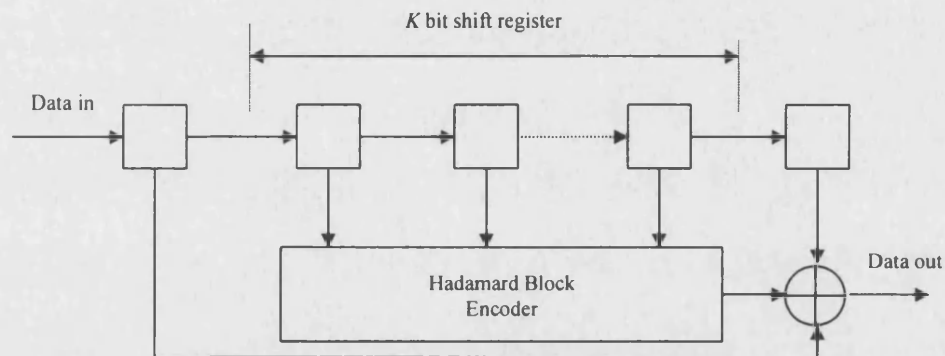 K bit shift register
Data in
Data out
Hadamard Block
Encoder